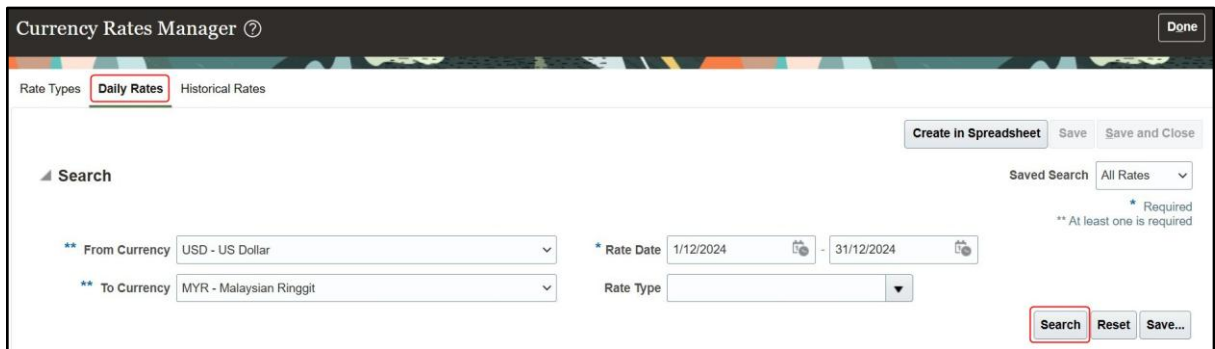 Currency Rates Manager ? Done
Rate Types Daily Rates Historical Rates
Create in Spreadsheet Save Save and Close
Search Saved Search All Rates
* Required
** At least one is required
** From Currency USD - US Dollar * Rate Date 1/12/2024 - 31/12/2024
** To Currency MYR - Malaysian Ringgit Rate Type
Search Reset Save...